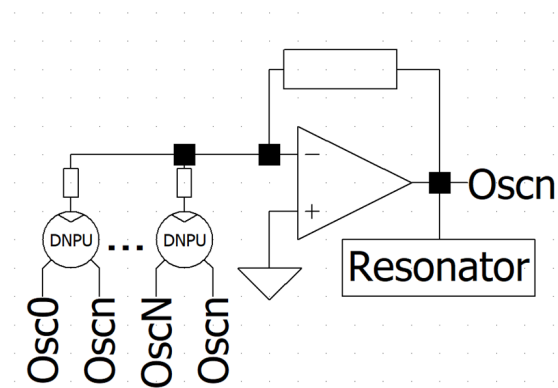 Oscn
DNPU
...
DNPU
Resonator
Osc0
Oscn
OscN
Oscn